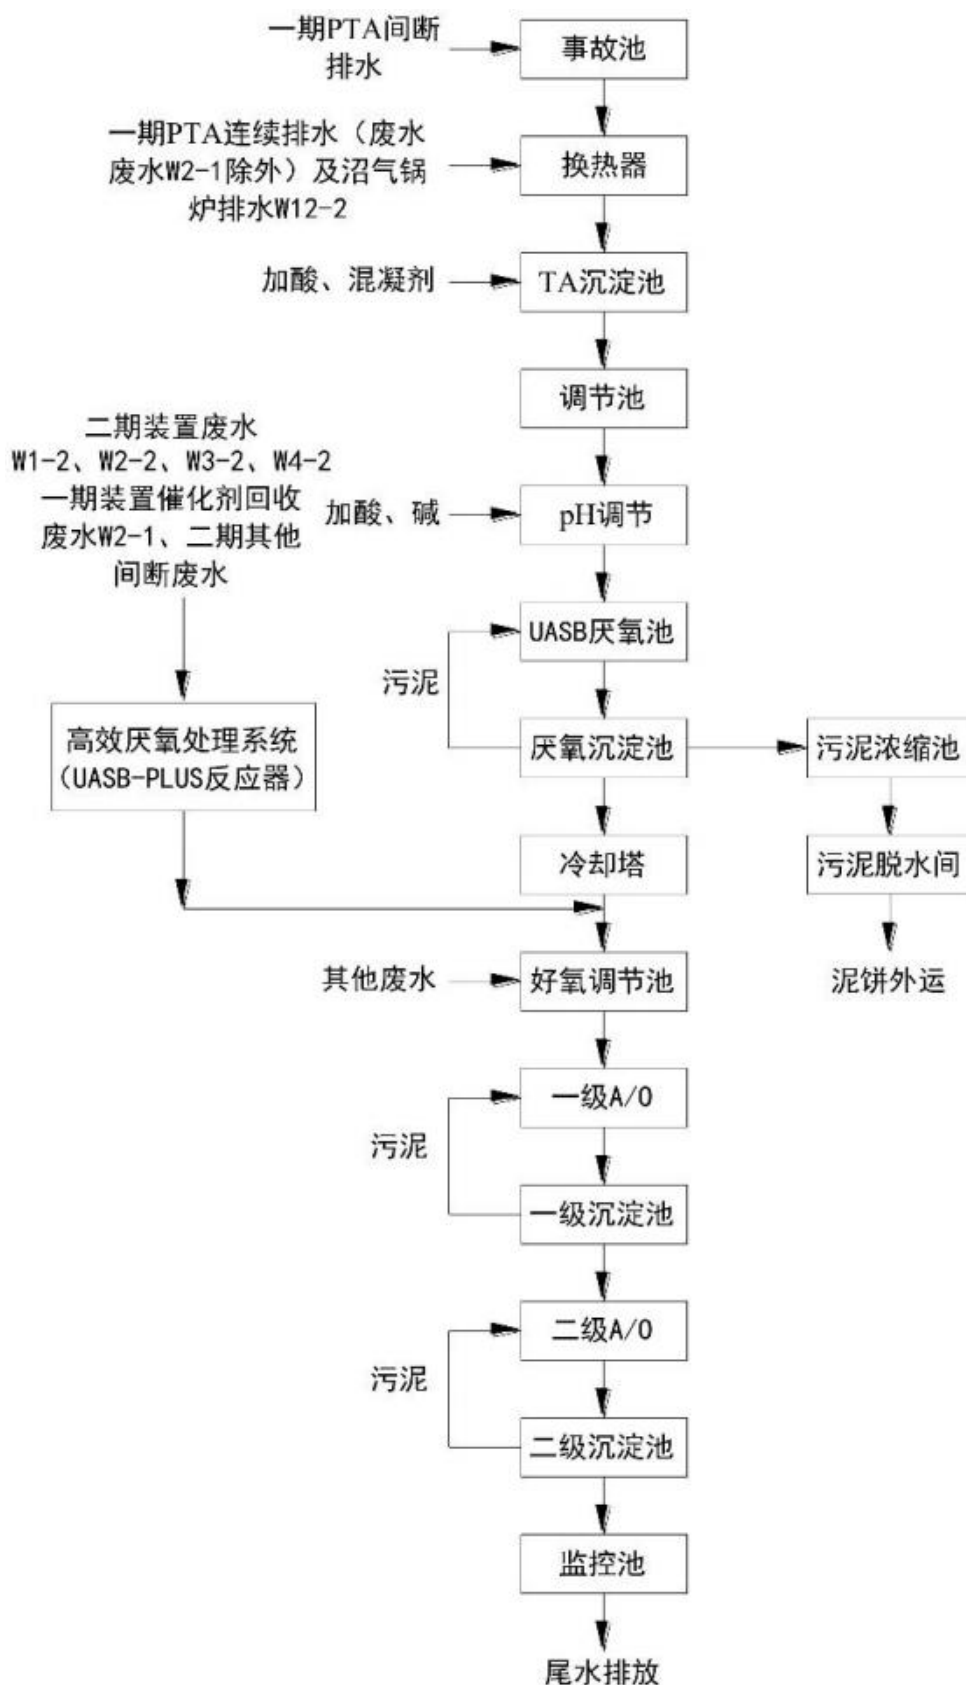 一期PTA间断
排水
事故池
一期PTA连续排水（废水
废水W2-1除外）及沼气锅
炉排水W12-2
换热器
加酸、混凝剂
TA沉淀池
调节池
二期装置废水
W1-2、W2-2、W3-2、W4-2
一期装置催化剂回收
废水W2-1、二期其他
间断废水
加酸、碱
pH调节
UASB厌氧池
污泥
高效厌氧处理系统
（UASB-PLUS反应器）
厌氧沉淀池
污泥浓缩池
冷却塔
污泥脱水间
其他废水
好氧调节池
泥饼外运
一级A/O
污泥
一级沉淀池
二级A/O
污泥
二级沉淀池
监控池
尾水排放